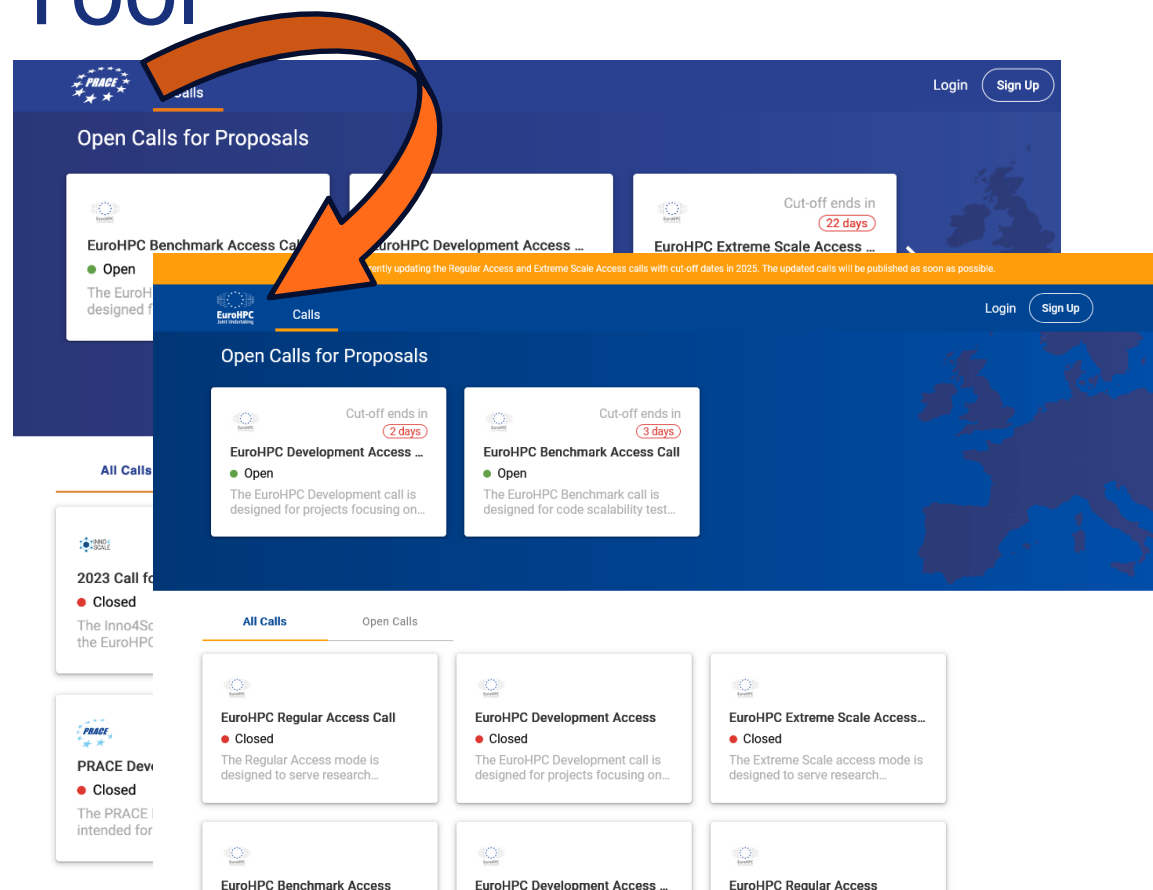 Tool
PRACE
Calls
Login
Sign Up
Open Calls for Proposals
EuroHPC Benchmark Access Cal
Open
The EuroH
designed f
EuroHPC Development Access ...
Cut-off ends in
22 days
EuroHPC Extreme Scale Access ...
updating the Regular Access and Extreme Scale Access calls with cut-off dates in 2025. The updated calls will be published as soon as possible.
EuroHPC
Joint Undertaking
Calls
Login
Sign Up
Open Calls for Proposals
Cut-off ends in
2 days
EuroHPC Development Access ...
Open
The EuroHPC Development call is
designed for projects focusing on...
Cut-off ends in
3 days
EuroHPC Benchmark Access Call
Open
The EuroHPC Benchmark call is
designed for code scalability test...
All Calls
INNO4
SCALE
2023 Call fo
Closed
The Inno4Sc
the EuroHPC
PRACE
PRACE Deve
Closed
The PRACE
intended for
All Calls
Open Calls
EuroHPC Regular Access Call
Closed
The Regular Access mode is
designed to serve research...
EuroHPC Development Access
Closed
The EuroHPC Development call is
designed for projects focusing on...
EuroHPC Extreme Scale Access...
Closed
The Extreme Scale access mode is
designed to serve research...
EuroHPC Benchmark Access
EuroHPC Development Access ...
EuroHPC Regular Access